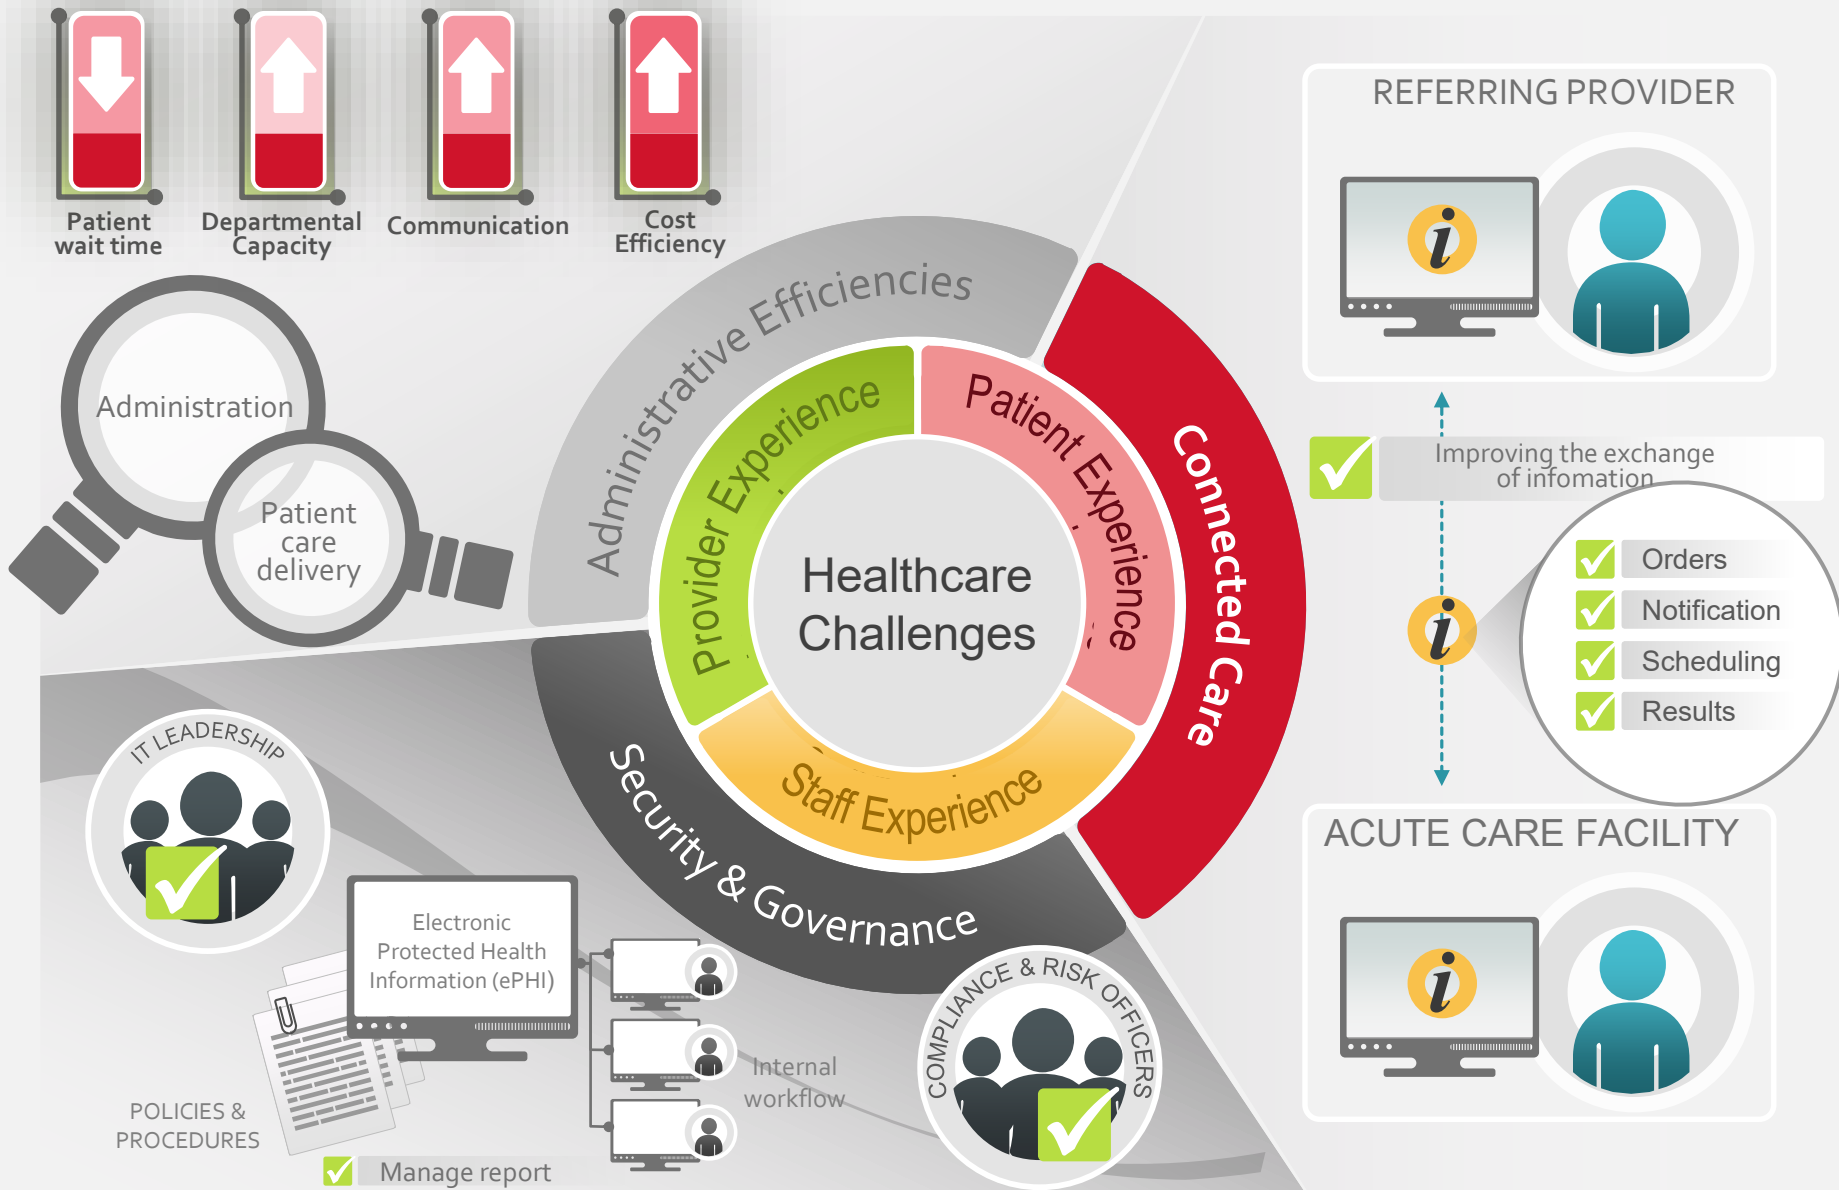 Patient
wait time
Departmental
Capacity
Communication
Cost
Efficiency
Administration
Patient
care
delivery
Administrative Efficiencies
Connected Care
Security & Governance
Provider Experience
Patient Experience
Staff Experience
Healthcare
Challenges
REFERRING PROVIDER
i
Improving the exchange
of infomation
i
Orders
Notification
Scheduling
Results
ACUTE CARE FACILITY
i
IT LEADERSHIP
Electronic
Protected Health
Information (ePHI)
POLICIES &
PROCEDURES
Internal
workflow
Manage report
COMPLIANCE & RISK OFFICERS